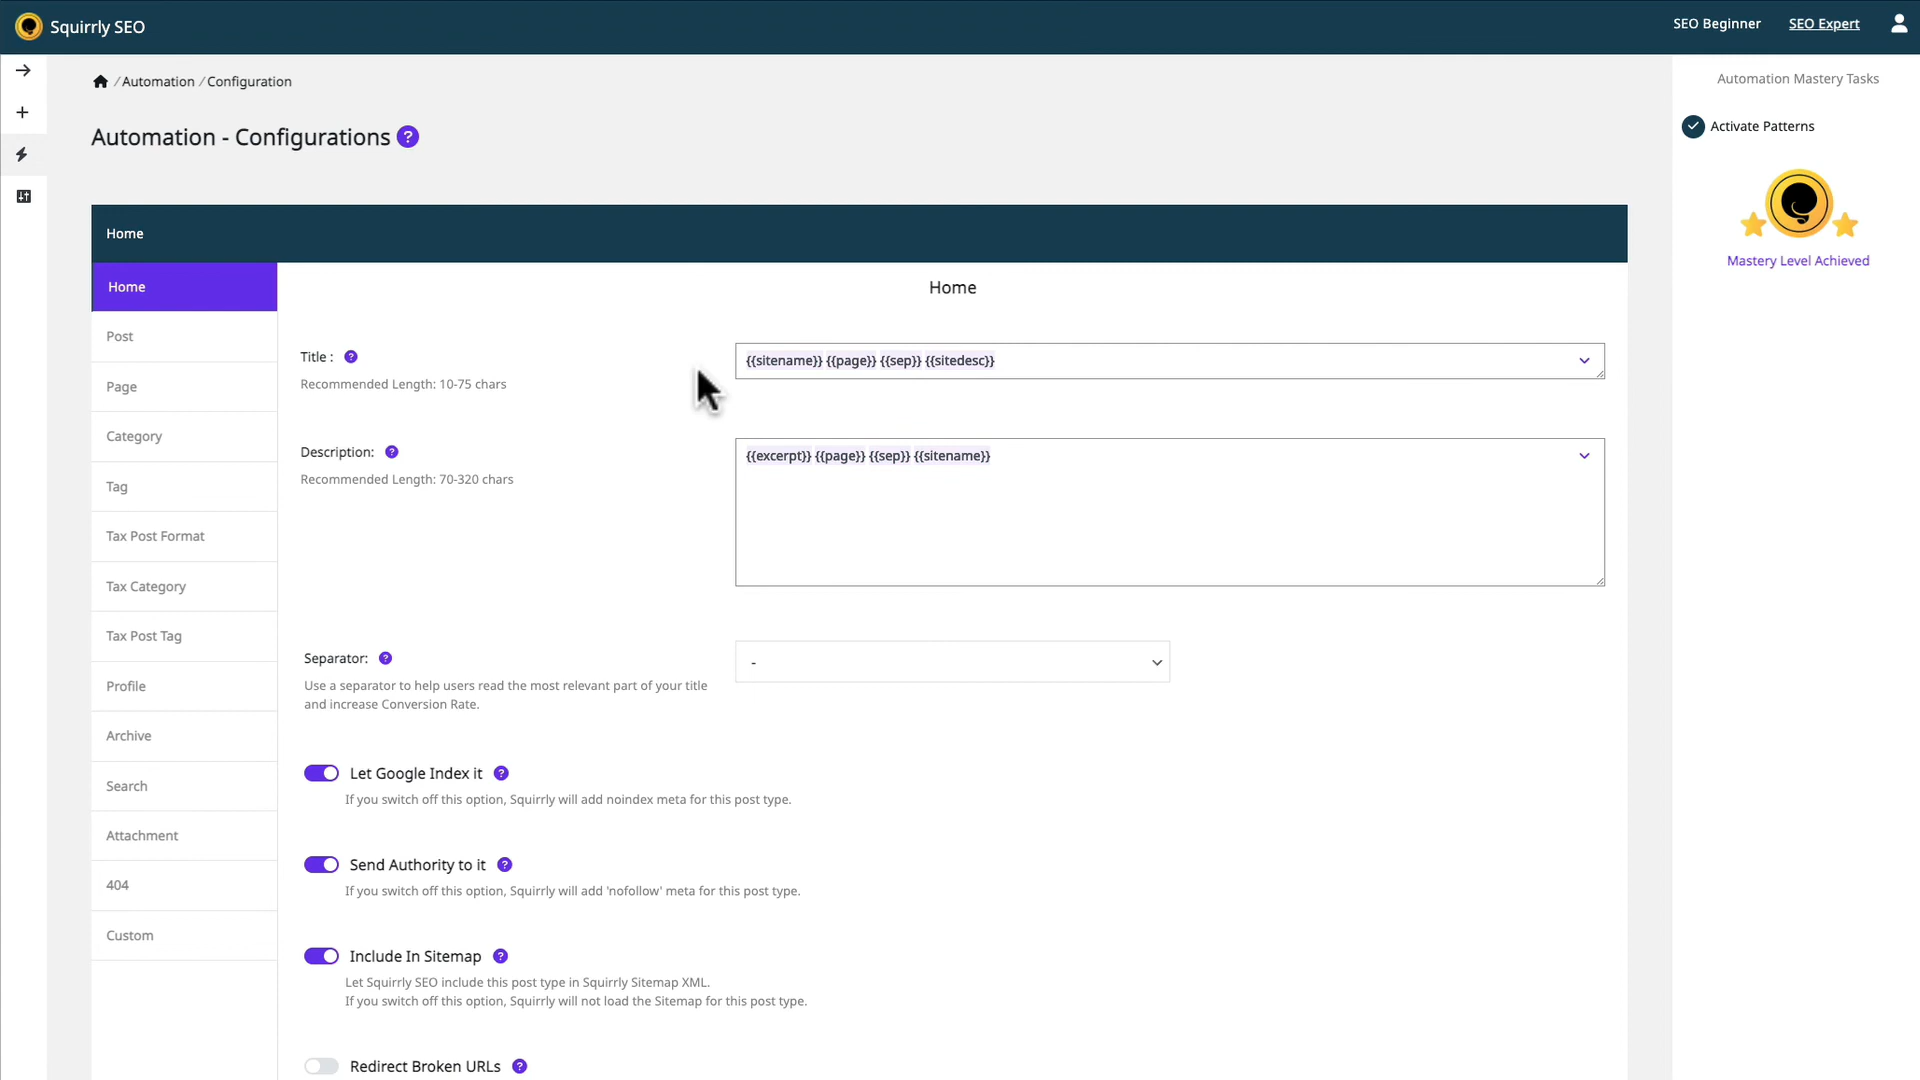 Squirrly SEO
SEO Beginner
SEO Expert
/ Automation / Configuration
Automation - Configurations ?
Automation Mastery Tasks
Activate Patterns
Mastery Level Achieved
Home
Home
Post
Page
Category
Tag
Tax Post Format
Tax Category
Tax Post Tag
Profile
Archive
Search
Attachment
404
Custom
Home
Title : ?
Recommended Length: 10-75 chars
{{sitename}} {{page}} {{sep}} {{sitedesc}}
Description: ?
Recommended Length: 70-320 chars
{{excerpt}} {{page}} {{sep}} {{sitename}}
Separator: ?
Use a separator to help users read the most relevant part of your title
and increase Conversion Rate.
-
Let Google Index it ?
If you switch off this option, Squirrly will add noindex meta for this post type.
Send Authority to it ?
If you switch off this option, Squirrly will add 'nofollow' meta for this post type.
Include In Sitemap ?
Let Squirrly SEO include this post type in Squirrly Sitemap XML.
If you switch off this option, Squirrly will not load the Sitemap for this post type.
Redirect Broken URLs ?